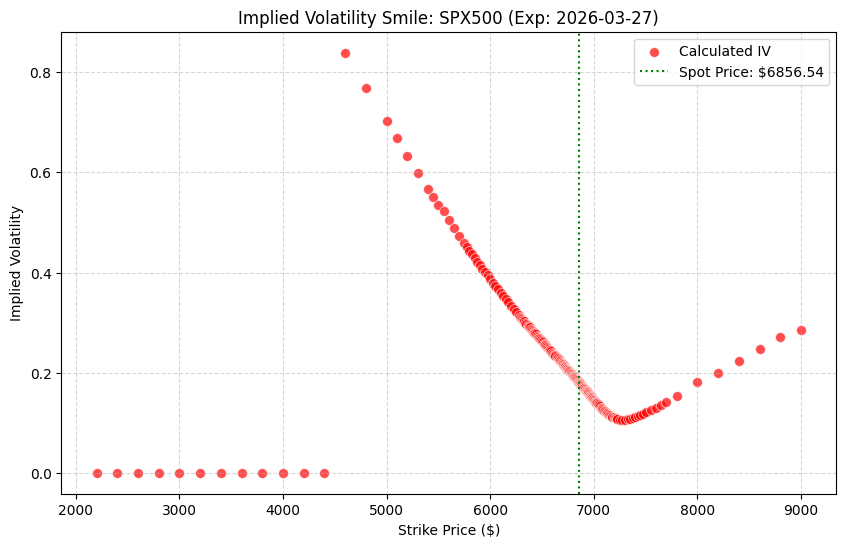 Implied Volatility Smile: SPX500 (Exp: 2026-03-27)
Calculated IV
Spot Price: $6856.54
Implied Volatility
0.8
0.6
0.4
0.2
0.0
2000 3000 4000 5000 6000 7000 8000 9000
Strike Price ($)